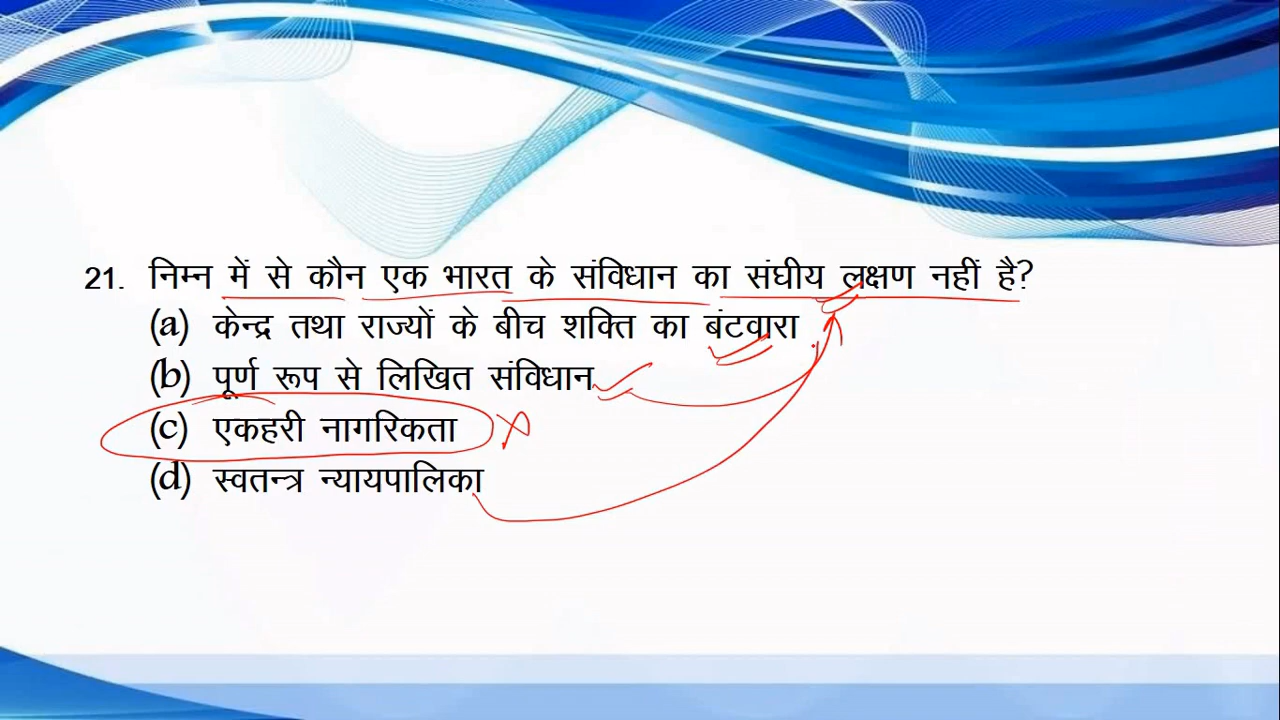 21. निम्न में से कौन एक भारत के संविधान का संघीय लक्षण नहीं है?
(a) केन्द्र तथा राज्यों के बीच शक्ति का बंटवारा
(b) पूर्ण रूप से लिखित संविधान
(c) एकहरी नागरिकता
(d) स्वतन्त्र न्यायपालिका